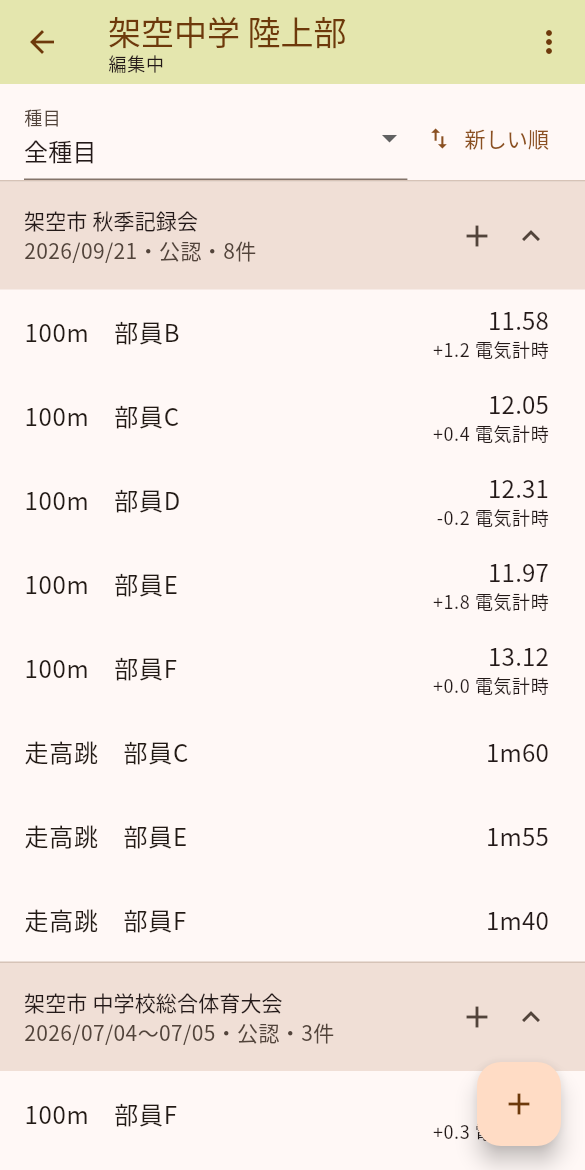 架空中学 陸上部
編集中
種目
全種目
新しい順
架空市 秋季記録会
2026/09/21・公認・8件
100m 部員B
11.58
+1.2 電気計時
100m 部員C
12.05
+0.4 電気計時
100m 部員D
12.31
-0.2 電気計時
100m 部員E
11.97
+1.8 電気計時
100m 部員F
13.12
+0.0 電気計時
走高跳 部員C
1m60
走高跳 部員E
1m55
走高跳 部員F
1m40
架空市 中学校総合体育大会
2026/07/04～07/05・公認・3件
100m 部員F
+0.3